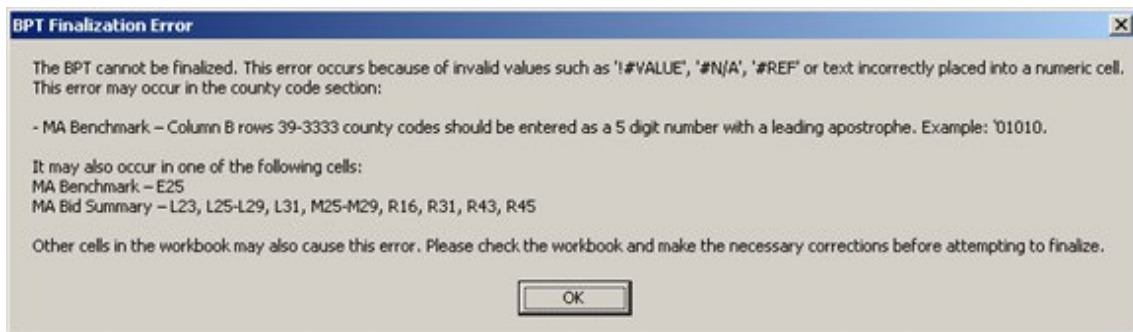 BPT Finalization Error
The BPT cannot be finalized. This error occurs because of invalid values such as '!#VALUE', '#N/A', '#REF' or text incorrectly placed into a numeric cell.
This error may occur in the county code section:
- MA Benchmark – Column B rows 39-3333 county codes should be entered as a 5 digit number with a leading apostrophe. Example: '01010.
It may also occur in one of the following cells:
MA Benchmark – E25
MA Bid Summary – L23, L25-L29, L31, M25-M29, R16, R31, R43, R45
Other cells in the workbook may also cause this error. Please check the workbook and make the necessary corrections before attempting to finalize.
OK